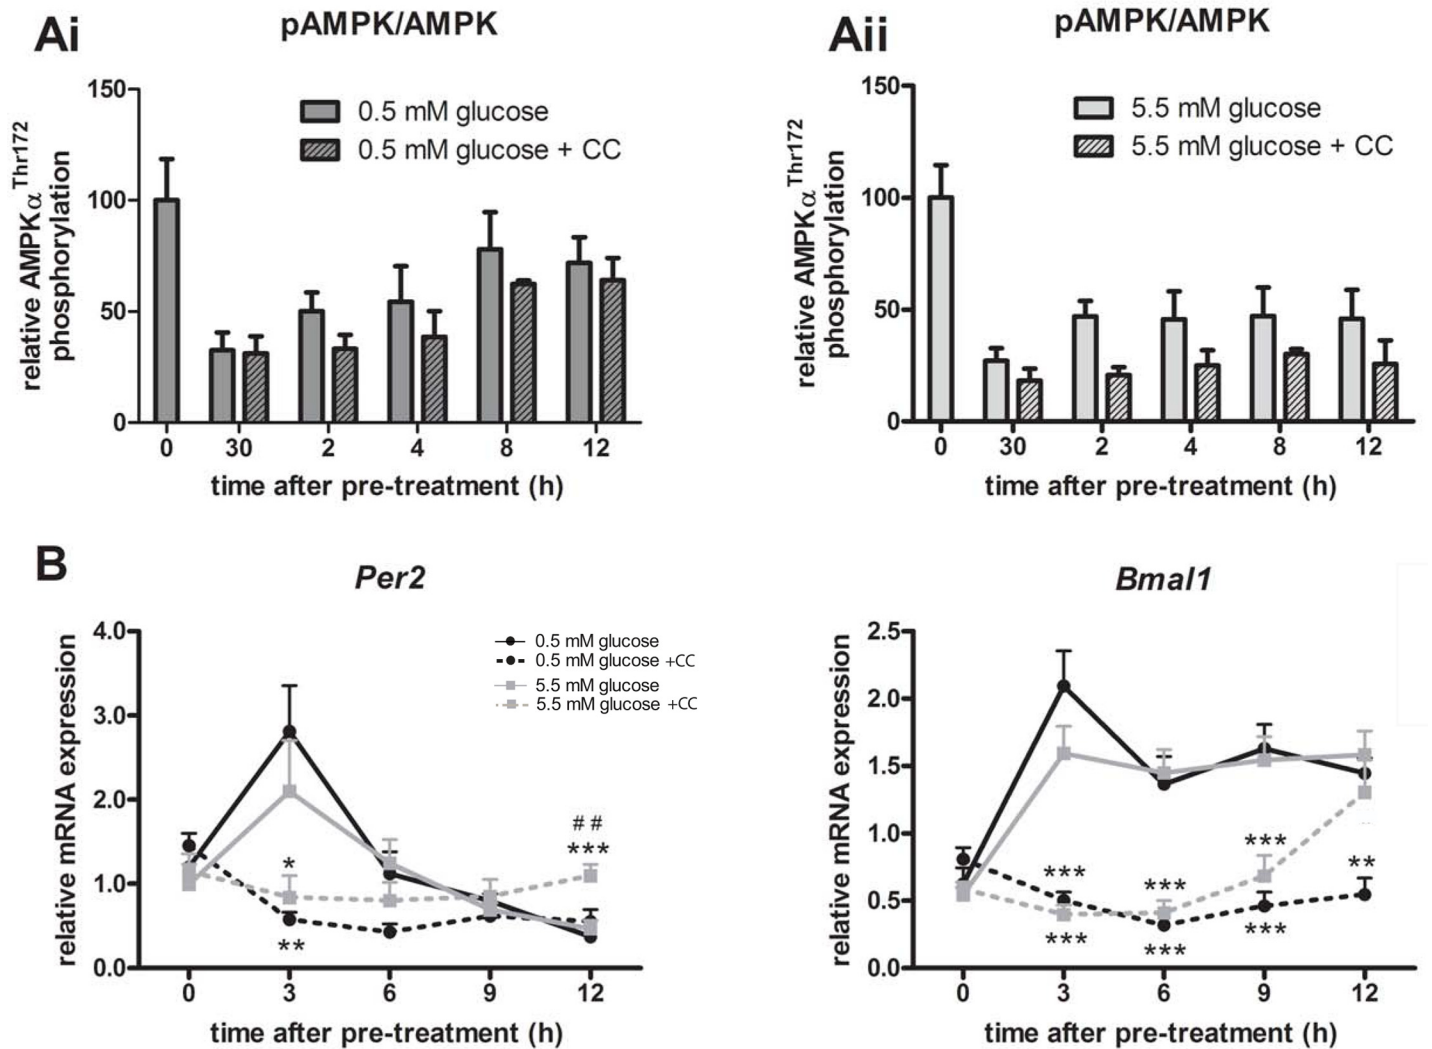 Ai
pAMPK/AMPK
relative AMPKαThr172
phosphorylation
150
100
50
0
0.5 mM glucose
0.5 mM glucose + CC
0 30 2 4 8 12
time after pre-treatment (h)
Aii
pAMPK/AMPK
relative AMPKαThr172
phosphorylation
150
100
50
0
5.5 mM glucose
5.5 mM glucose + CC
0 30 2 4 8 12
time after pre-treatment (h)
B
Per2
relative mRNA expression
4.0
3.0
2.0
1.0
0.0
0.5 mM glucose
0.5 mM glucose +CC
5.5 mM glucose
5.5 mM glucose +CC
##
***
*
**
0 3 6 9 12
time after pre-treatment (h)
Bmal1
relative mRNA expression
2.5
2.0
1.5
1.0
0.5
0.0
***
***
***
**
***
***
***
0 3 6 9 12
time after pre-treatment (h)